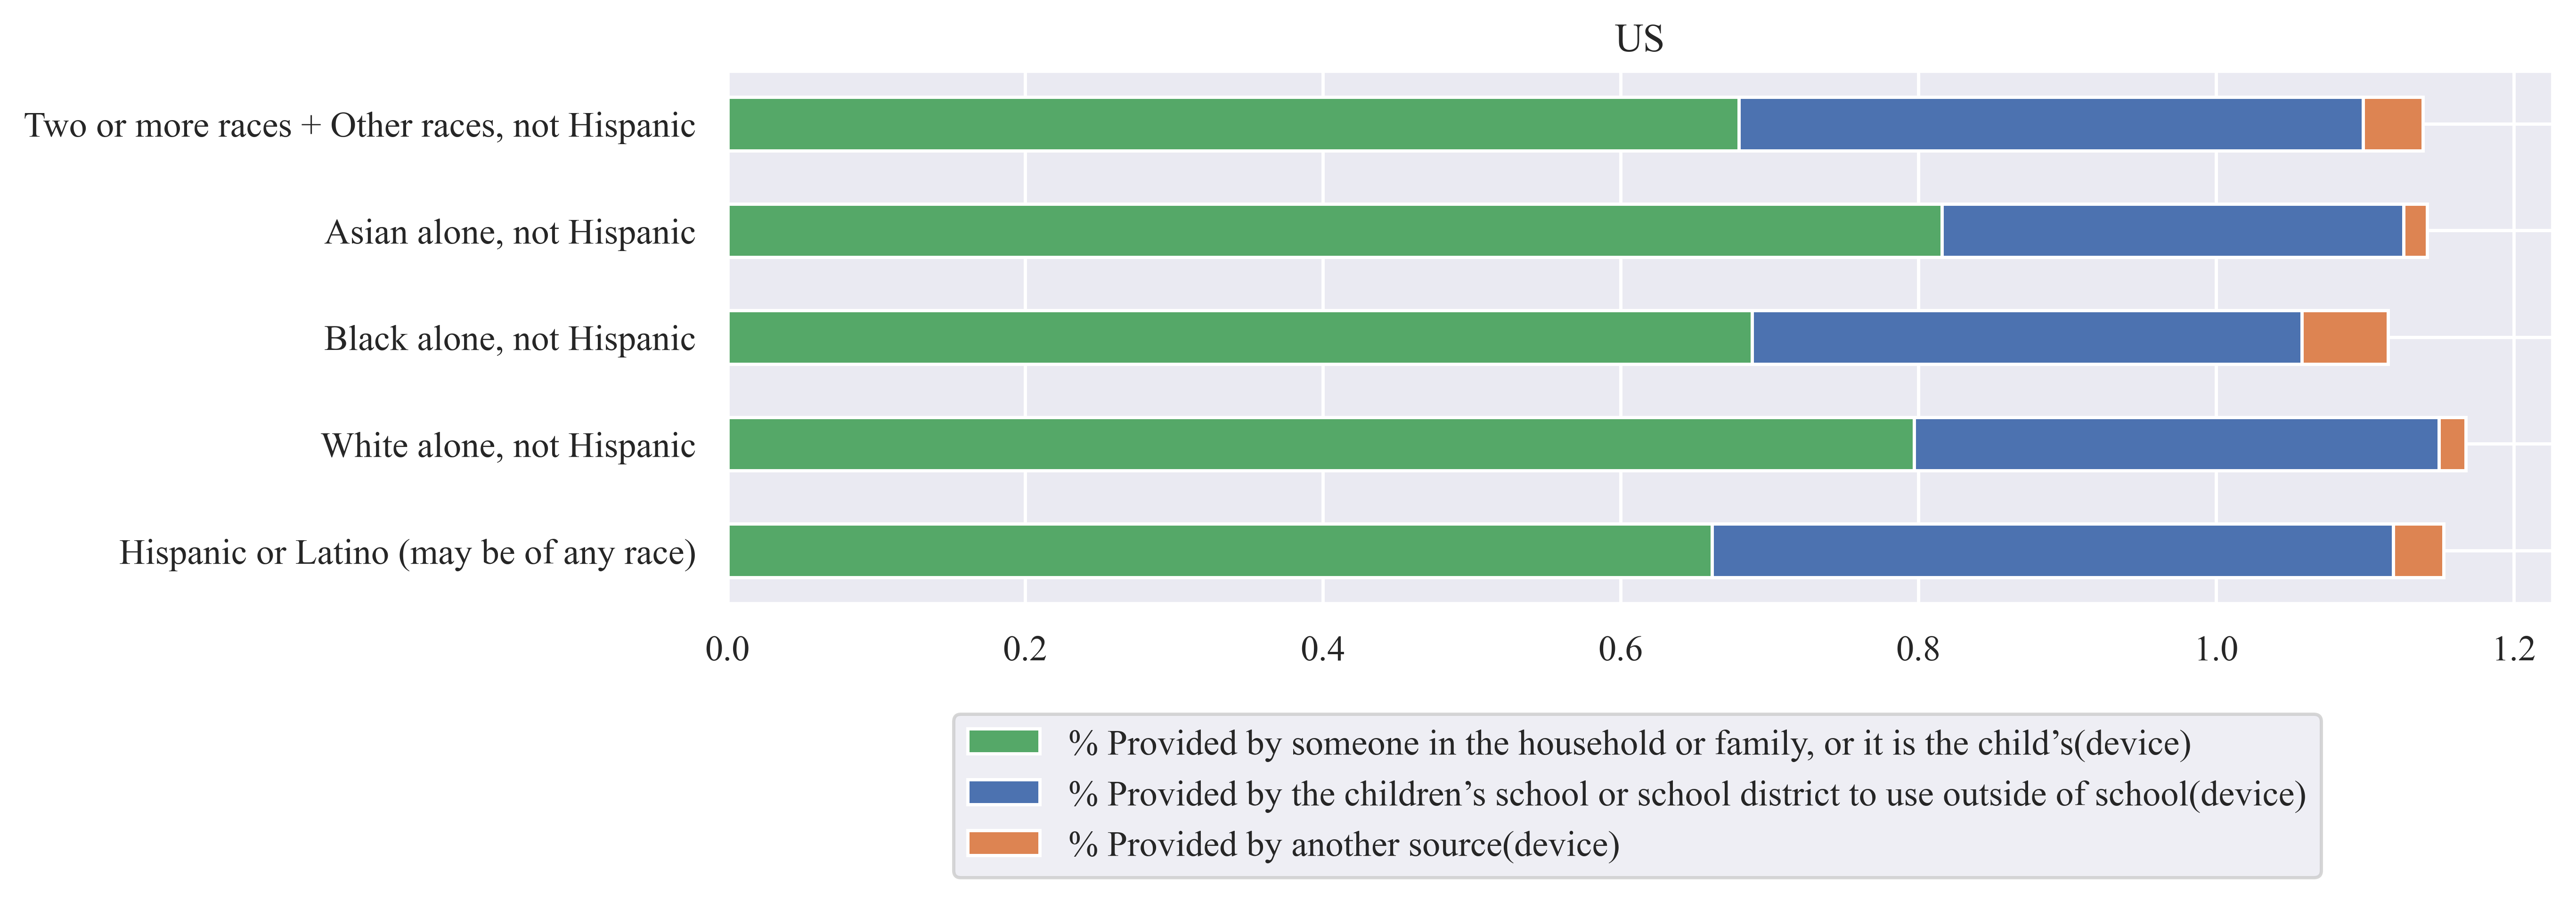 US
Two or more races + Other races, not Hispanic
Asian alone, not Hispanic
Black alone, not Hispanic
White alone, not Hispanic
Hispanic or Latino (may be of any race)
0.0 0.2 0.4 0.6 0.8 1.0 1.2
% Provided by someone in the household or family, or it is the child’s(device)
% Provided by the children’s school or school district to use outside of school(device)
% Provided by another source(device)